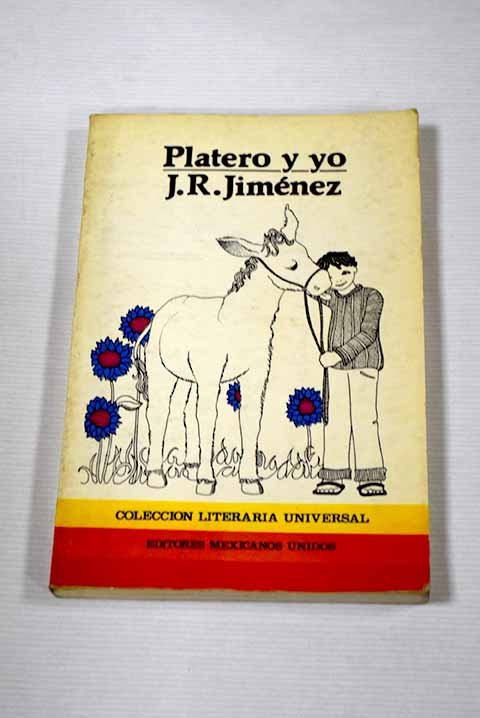 Platero y yo
J.R.Jiménez
COLECCION LITERARIA UNIVERSAL
EDITORES MEXICANOS UNIDOS